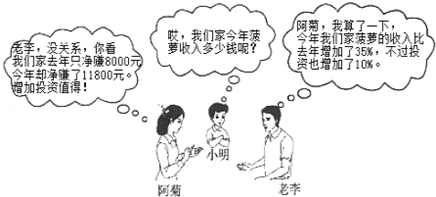 老李，没关系，你看
我们家去年只净赚8000元
今年却净赚了11800元。
增加投资值得！
哎，我们家今年菠
萝收入多少钱呢？
阿菊，我算了一下，
今年我们家菠萝的收入比
去年增加了35%，不过投
资也增加了10%。
小明
阿菊
老李